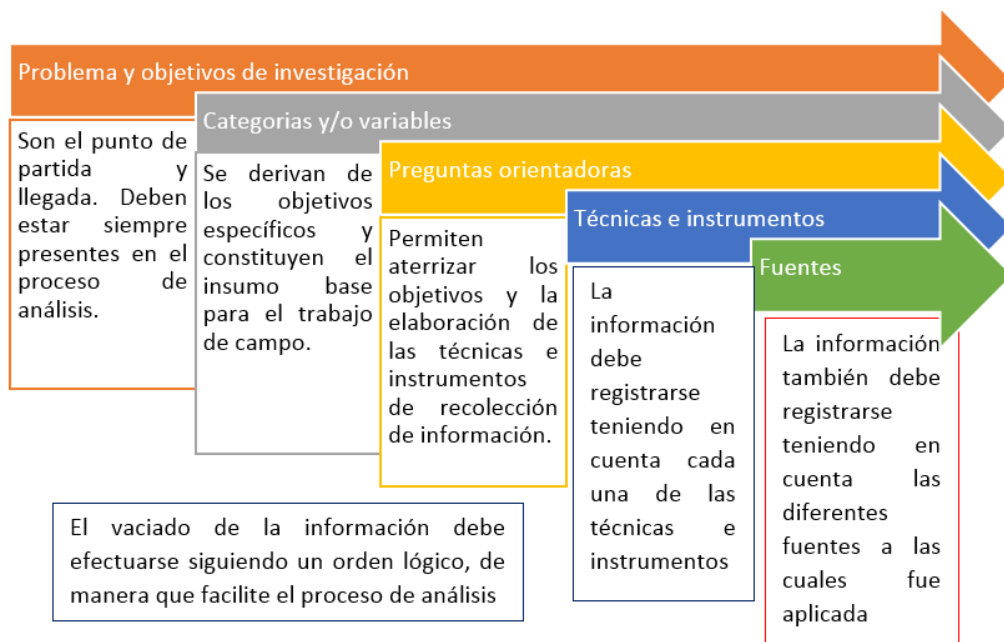 Problema y objetivos de investigación
Son el punto de
partida y
llegada. Deben
estar siempre
presentes en el
proceso de
análisis.
Categorias y/o variables
Se derivan de
los objetivos
específicos y
constituyen el
insumo base
para el trabajo
de campo.
Preguntas orientadoras
Permiten
aterrizar los
objetivos y la
elaboración de
las técnicas e
instrumentos
de recolección
de información.
Técnicas e instrumentos
La
información
debe
registrarse
teniendo en
cuenta cada
una de las
técnicas e
instrumentos
Fuentes
La información
también debe
registrarse
teniendo en
cuenta las
diferentes
fuentes a las
cuales fue
aplicada
El vaciado de la información debe
efectuarse siguiendo un orden lógico, de
manera que facilite el proceso de análisis